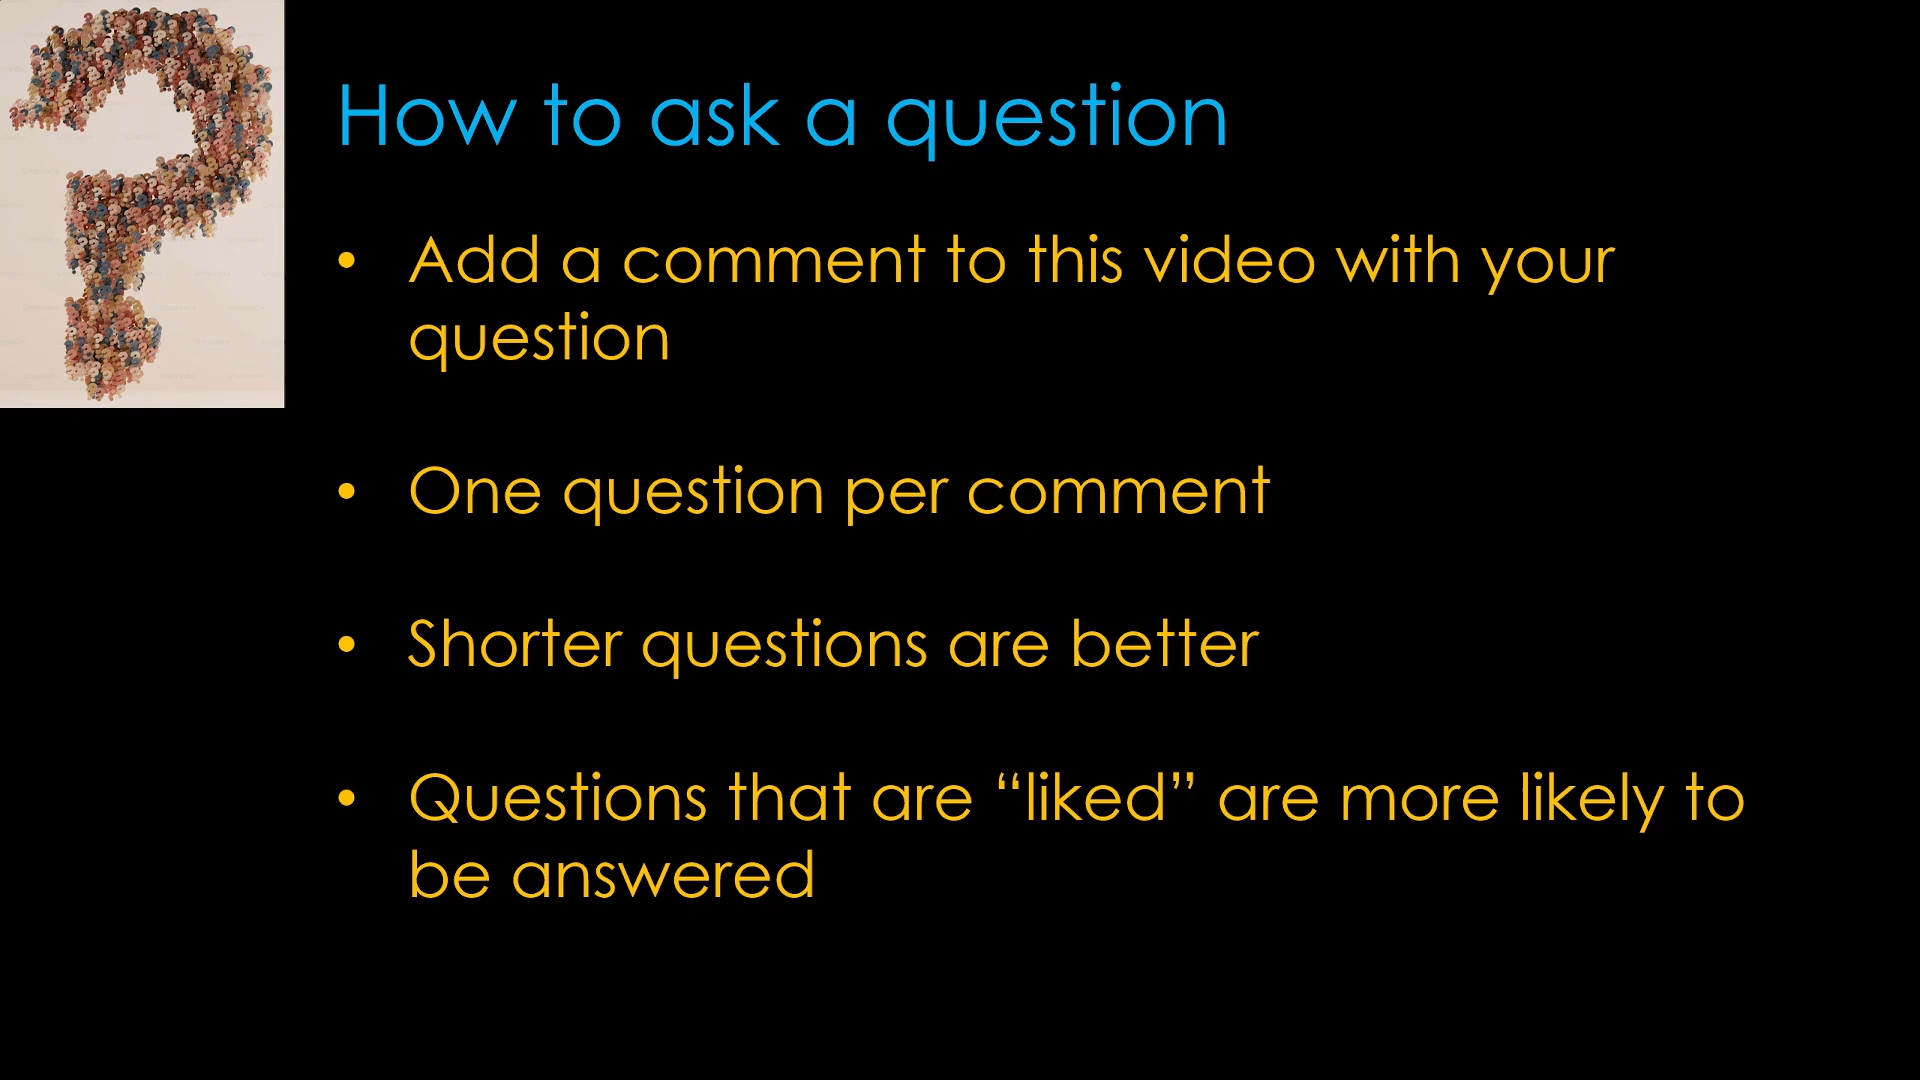 How to ask a question
• Add a comment to this video with your
question
• One question per comment
• Shorter questions are better
• Questions that are “liked” are more likely to
be answered